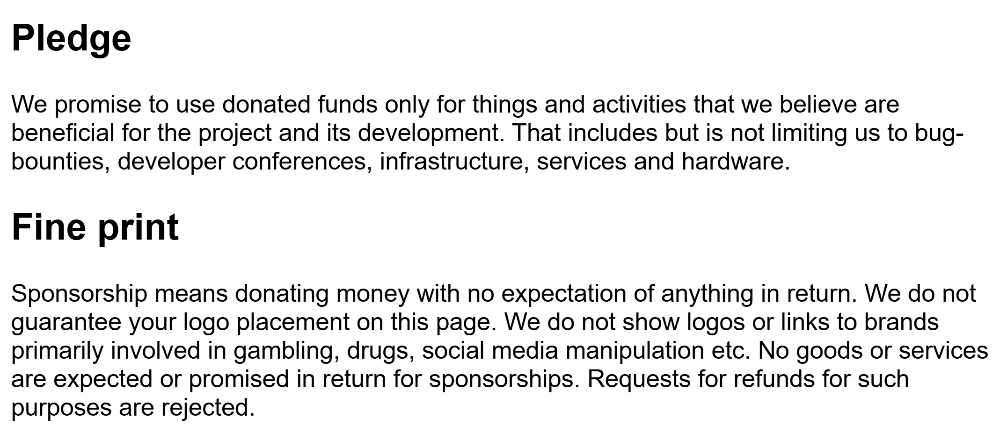 Pledge
We promise to use donated funds only for things and activities that we believe are
beneficial for the project and its development. That includes but is not limiting us to bug-
bounties, developer conferences, infrastructure, services and hardware.
Fine print
Sponsorship means donating money with no expectation of anything in return. We do not
guarantee your logo placement on this page. We do not show logos or links to brands
primarily involved in gambling, drugs, social media manipulation etc. No goods or services
are expected or promised in return for sponsorships. Requests for refunds for such
purposes are rejected.